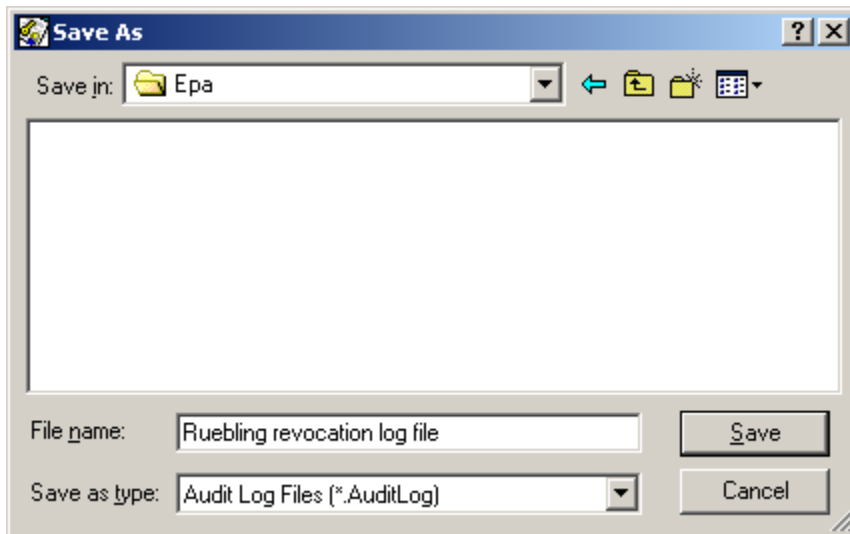 Save As
Save in: Epa
File name: Ruebling revocation log file Save
Save as type: Audit Log Files (*.AuditLog) Cancel